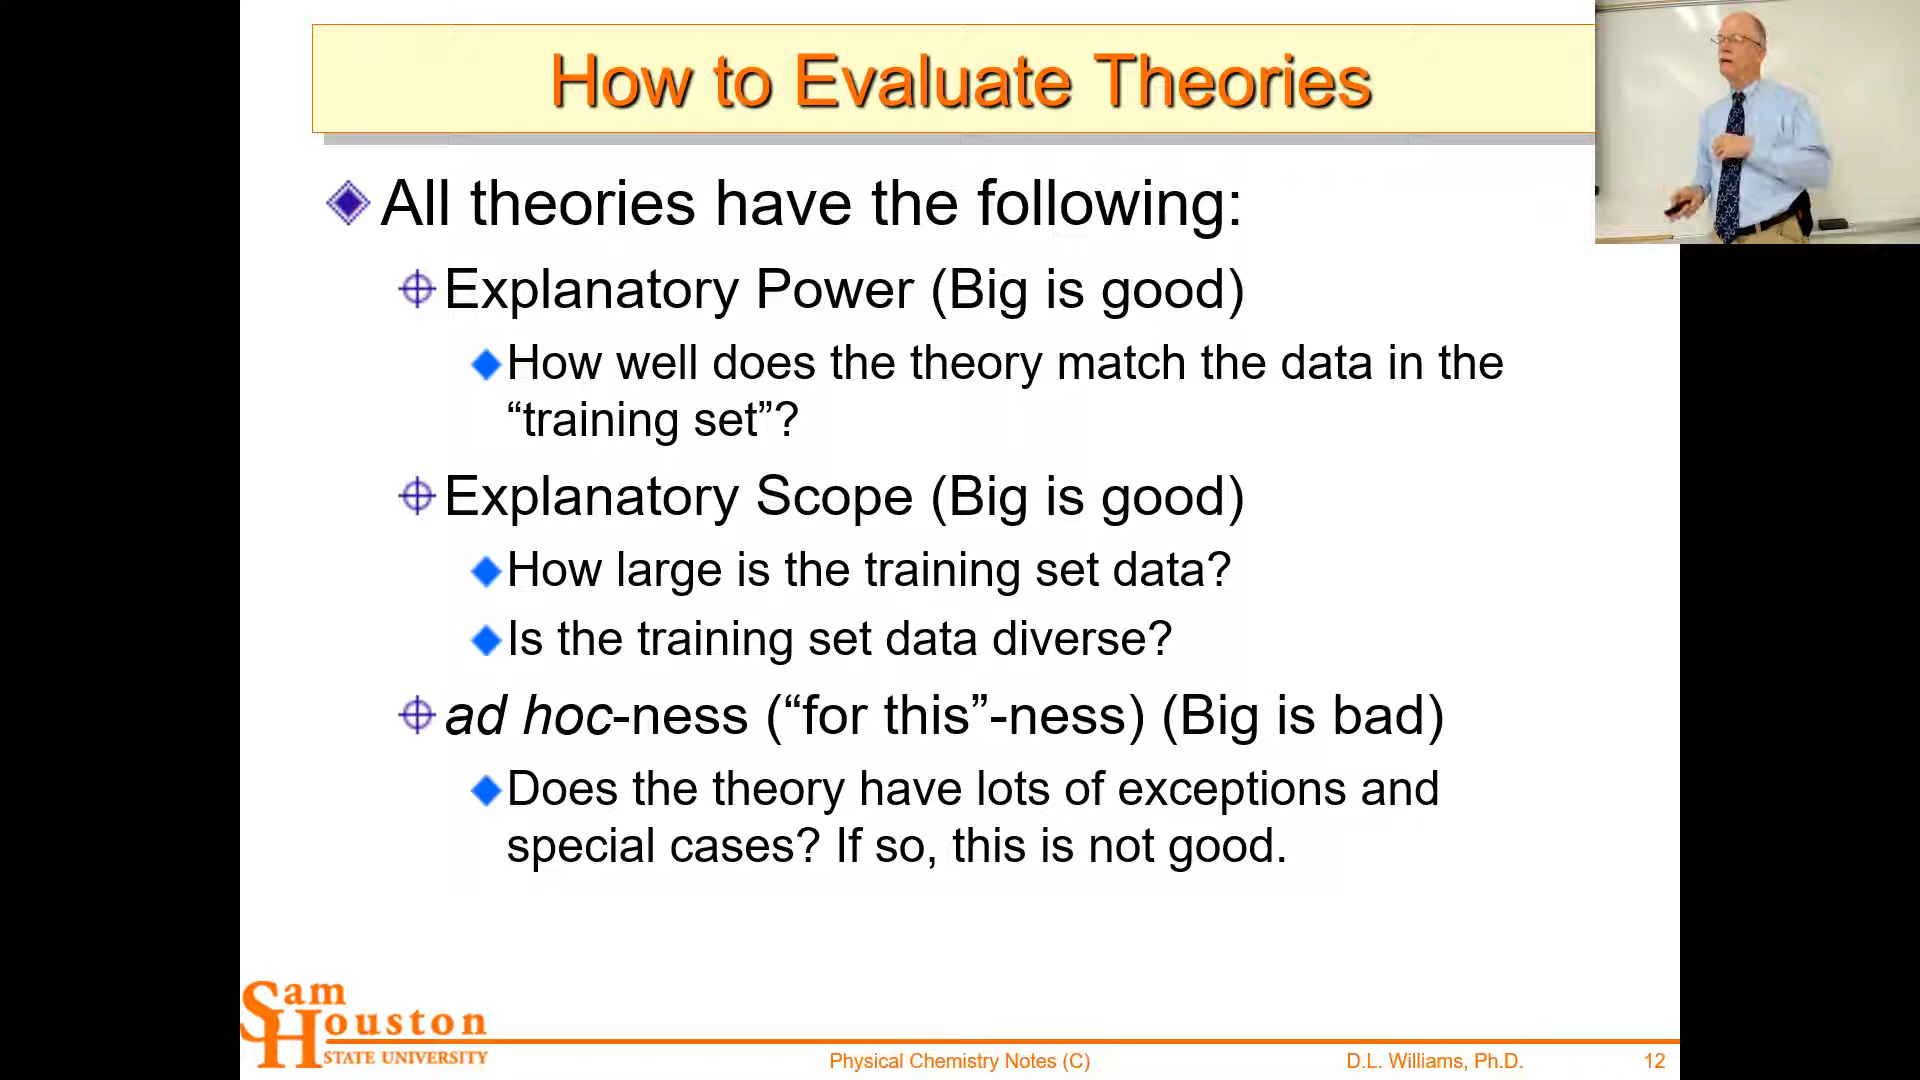 How to Evaluate Theories
All theories have the following:
Explanatory Power (Big is good)
How well does the theory match the data in the
“training set”?
Explanatory Scope (Big is good)
How large is the training set data?
Is the training set data diverse?
ad hoc-ness (“for this”-ness) (Big is bad)
Does the theory have lots of exceptions and
special cases? If so, this is not good.
Sam
Houston
STATE UNIVERSITY
Physical Chemistry Notes (C)
D.L. Williams, Ph.D.
12